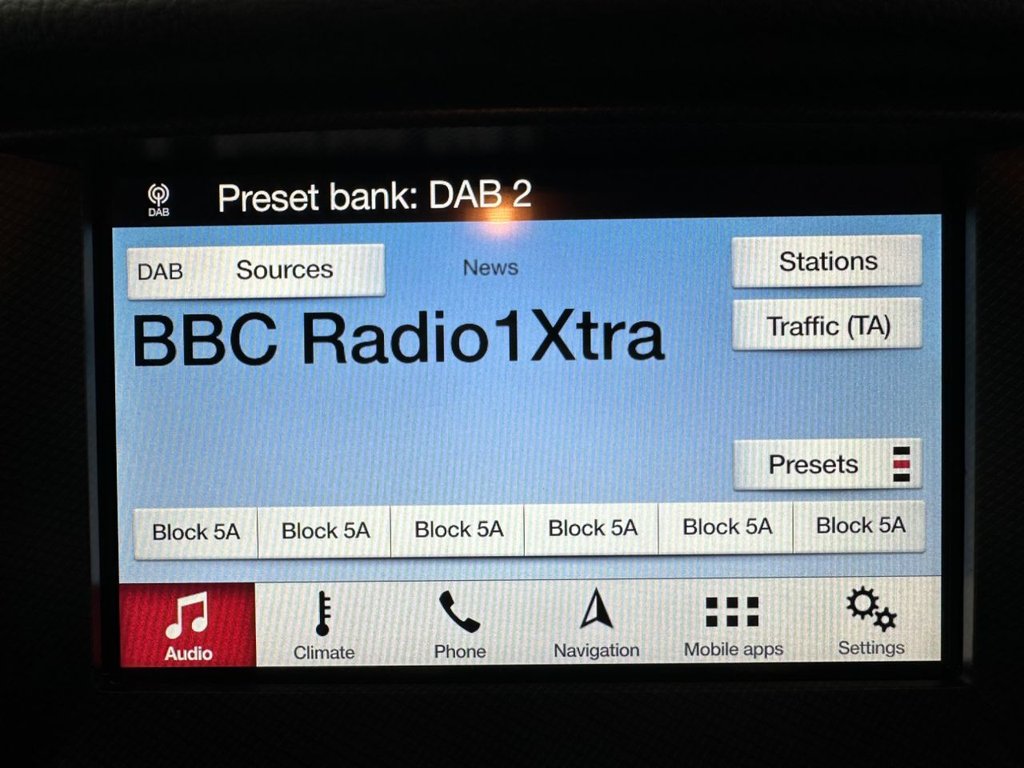 DAB
Preset bank: DAB 2
DAB Sources
News
Stations
BBC Radio1Xtra
Traffic (TA)
Presets
Block 5A Block 5A Block 5A Block 5A Block 5A Block 5A
Audio Climate Phone Navigation Mobile apps Settings